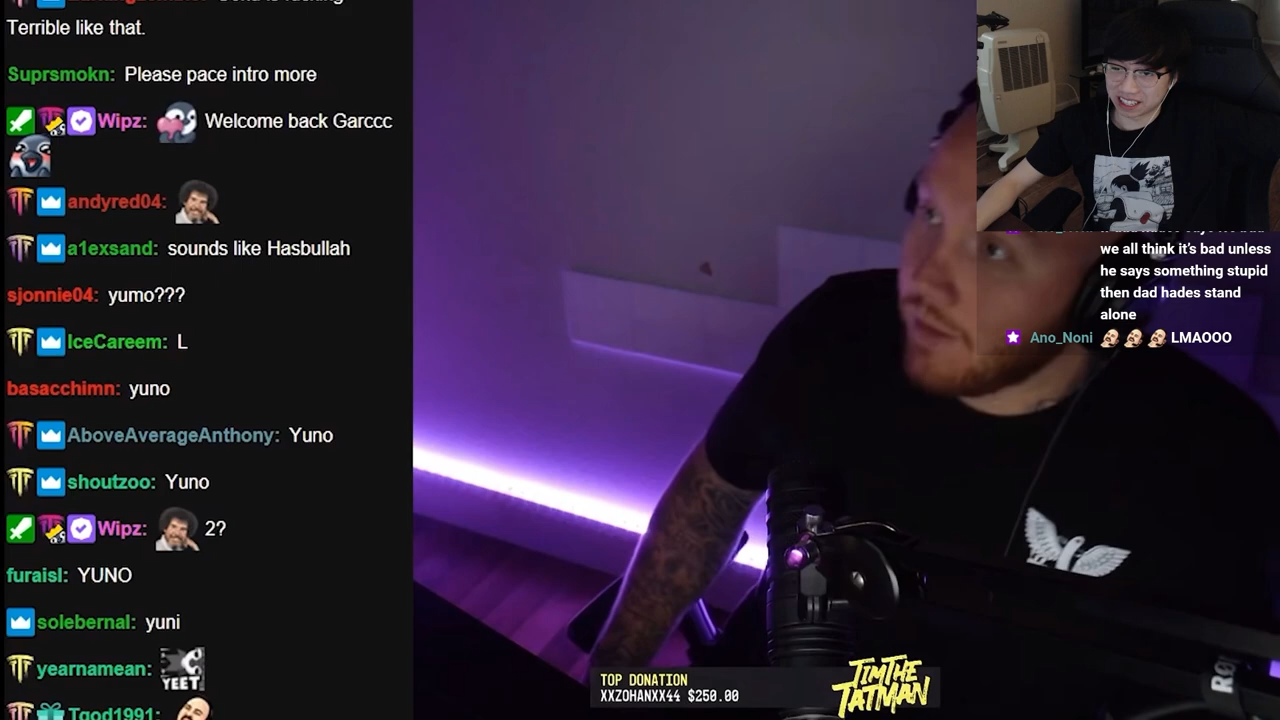 Terrible like that.
Suprsmokn: Please pace intro more
Wipz: Welcome back Garccc
andyred04:
a1exsand: sounds like Hasbullah
sjonnie04: yumo???
IceCareem: L
basacchimn: yuno
AboveAverageAnthony: Yuno
shoutzoo: Yuno
Wipz: 2?
furaisl: YUNO
solebernal: yuni
yearnamean: YEET
Tgod1991:
we all think it's bad unless
he says something stupid
then dad hades stand
alone
Ano_Noni LMAOOO
TOP DONATION
XXZOHANXX44 $250.00
TIMTHE
TATMAN